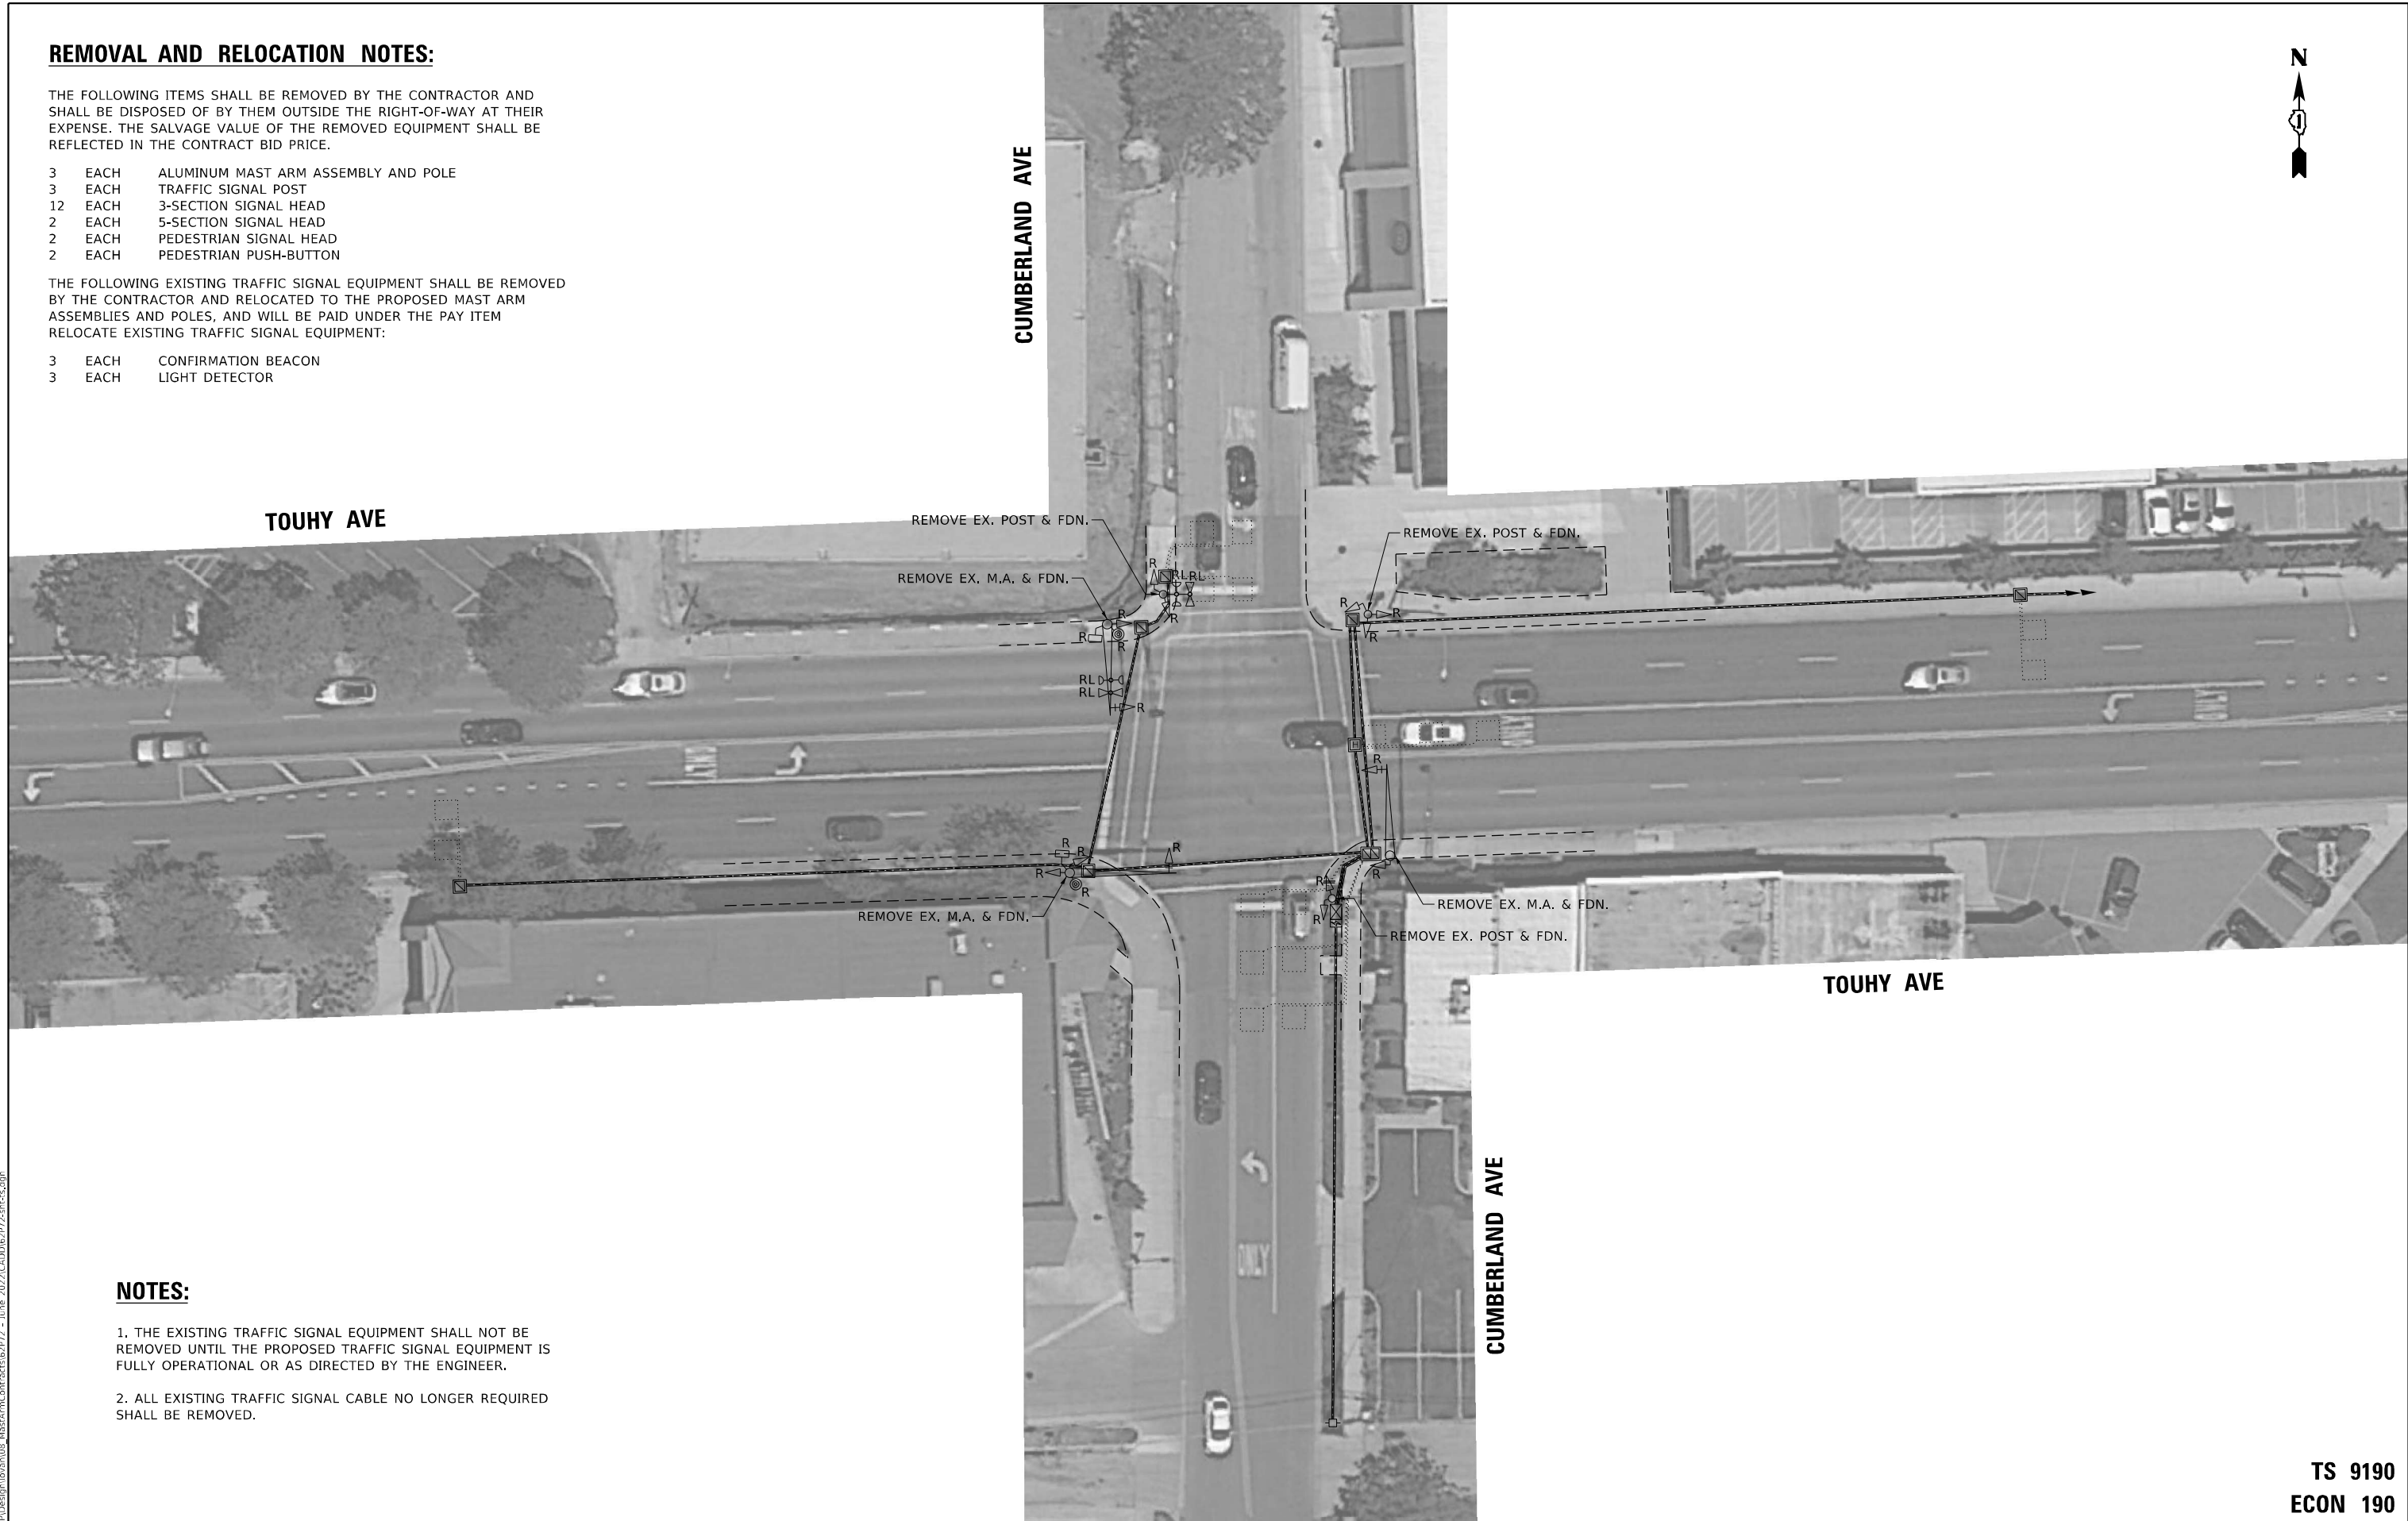 REMOVAL AND RELOCATION NOTES:
THE FOLLOWING ITEMS SHALL BE REMOVED BY THE CONTRACTOR AND
SHALL BE DISPOSED OF BY THEM OUTSIDE THE RIGHT-OF-WAY AT THEIR
EXPENSE. THE SALVAGE VALUE OF THE REMOVED EQUIPMENT SHALL BE
REFLECTED IN THE CONTRACT BID PRICE.
3 EACH ALUMINUM MAST ARM ASSEMBLY AND POLE
3 EACH TRAFFIC SIGNAL POST
12 EACH 3-SECTION SIGNAL HEAD
2 EACH 5-SECTION SIGNAL HEAD
2 EACH PEDESTRIAN SIGNAL HEAD
2 EACH PEDESTRIAN PUSH-BUTTON
THE FOLLOWING EXISTING TRAFFIC SIGNAL EQUIPMENT SHALL BE REMOVED
BY THE CONTRACTOR AND RELOCATED TO THE PROPOSED MAST ARM
ASSEMBLIES AND POLES, AND WILL BE PAID UNDER THE PAY ITEM
RELOCATE EXISTING TRAFFIC SIGNAL EQUIPMENT:
3 EACH CONFIRMATION BEACON
3 EACH LIGHT DETECTOR
N
1
CUMBERLAND AVE
TOUHY AVE
REMOVE EX. POST & FDN.
REMOVE EX. POST & FDN.
REMOVE EX. M.A. & FDN.
R
RL RL
R
R
R
R
R
R
R
RL
RL
R
ONLY
ONLY
ONLY
H
R
R
R
R
R
R
R
R
R
REMOVE EX. M.A. & FDN.
REMOVE EX. M.A. & FDN.
REMOVE EX. POST & FDN.
TOUHY AVE
CUMBERLAND AVE
ONLY
NOTES:
1. THE EXISTING TRAFFIC SIGNAL EQUIPMENT SHALL NOT BE
REMOVED UNTIL THE PROPOSED TRAFFIC SIGNAL EQUIPMENT IS
FULLY OPERATIONAL OR AS DIRECTED BY THE ENGINEER.
2. ALL EXISTING TRAFFIC SIGNAL CABLE NO LONGER REQUIRED
SHALL BE REMOVED.
TS 9190
ECON 190